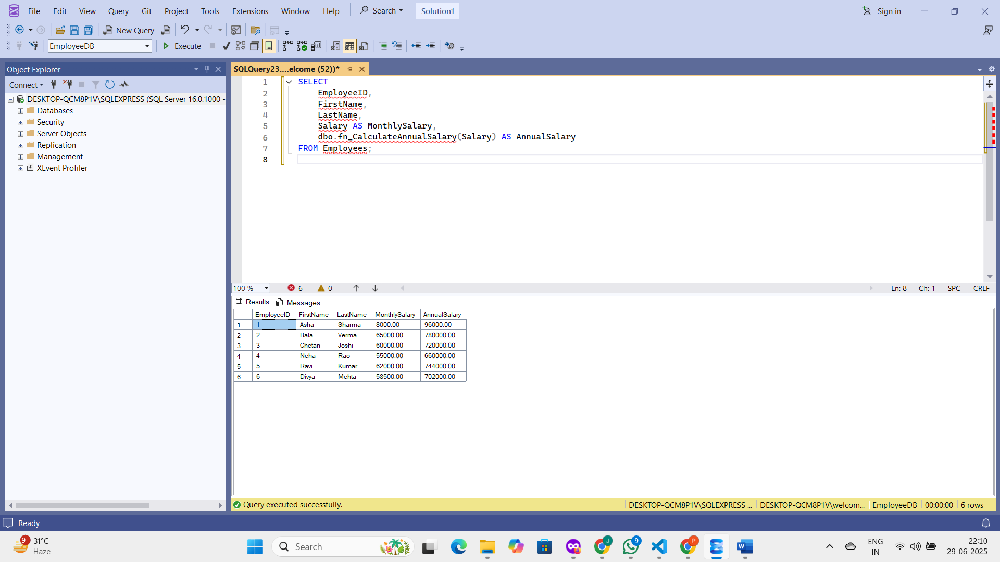 File Edit View Query Git Project Tools Extensions Window Help Search Solution1 Sign in
New Query
EmployeeDB Execute
Object Explorer
Connect
DESKTOP-QCM8P1V\SQLEXPRESS (SQL Server 16.0.1000 -
Databases
Security
Server Objects
Replication
Management
XEvent Profiler
SQLQuery23....elcome (52))*
1 SELECT
2 EmployeeID,
3 FirstName,
4 LastName,
5 Salary AS MonthlySalary,
6 dbo.fn_CalculateAnnualSalary(Salary) AS AnnualSalary
7 FROM Employees;
8
100 % 6 0 Ln: 8 Ch: 1 SPC CRLF
Results Messages
EmployeeID FirstName LastName MonthlySalary AnnualSalary
1 1 Asha Sharma 8000.00 96000.00
2 2 Bala Verma 65000.00 780000.00
3 3 Chetan Joshi 60000.00 720000.00
4 4 Neha Rao 55000.00 660000.00
5 5 Ravi Kumar 62000.00 744000.00
6 6 Divya Mehta 58500.00 702000.00
Query executed successfully. DESKTOP-QCM8P1V\SQLEXPRESS ... DESKTOP-QCM8P1V\welcom... EmployeeDB 00:00:00 6 rows
Ready
9+ 31°C
Haze
Search
J
9
P
W
ENG
IN
22:10
29-06-2025